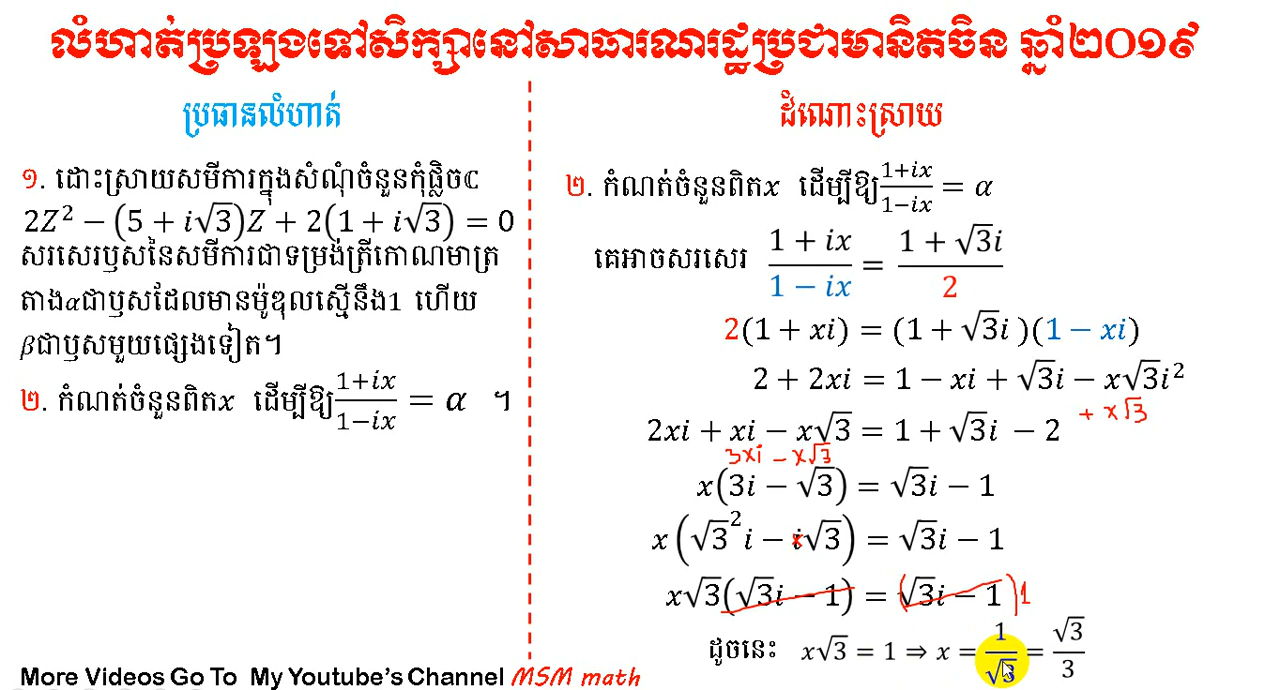 លំហាត់ប្រឡងទៅសិក្សានៅសាធារណរដ្ឋប្រជាមានិតចិន ឆ្នាំ២០១៩
ប្រធានលំហាត់
១. ដោះស្រាយសមីការក្នុងសំណុំចំនួនកុំផ្លិចℂ
2Z² − (5 + i√3)Z + 2(1 + i√3) = 0
សរសេរឫសនៃសមីការជាទម្រង់ត្រីកោណមាត្រ
តាងαជាឫសដែលមានម៉ូឌុលស្មើនឹង1 ហើយ
βជាឫសមួយផ្សេងទៀត។
២. កំណត់ចំនួនពិតx ដើម្បីឱ្យ (1+ix)/(1−ix) = α ។
ដំណោះស្រាយ
២. កំណត់ចំនួនពិតx ដើម្បីឱ្យ (1+ix)/(1−ix) = α
គេអាចសរសេរ (1 + ix)/(1 − ix) = (1 + √3i)/2
2(1 + xi) = (1 + √3i )(1 − xi)
2 + 2xi = 1 − xi + √3i − x√3i²
+ x√3
2xi + xi − x√3 = 1 + √3i − 2
3xi − x√3
x(3i − √3) = √3i − 1
x(√3²i − √3) = √3i − 1
x√3(√3i − 1) = (√3i − 1) 1
ដូចនេះ x√3 = 1 ⇒ x = 1/√3 = √3/3
More Videos Go To My Youtube's Channel MSM math